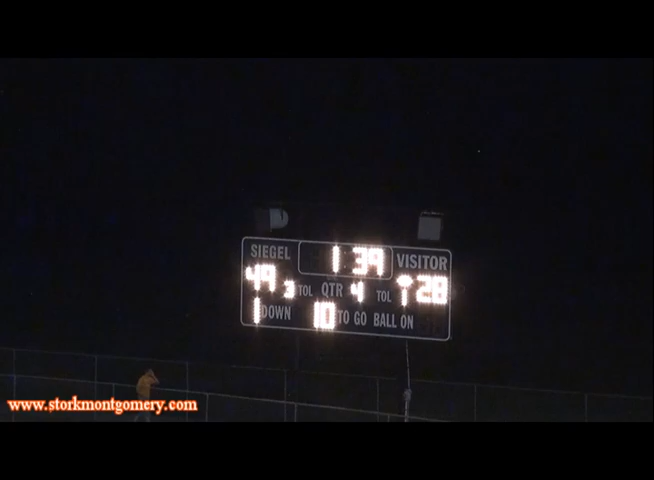 SIEGEL 1 39 VISITOR
49 3 TOL QTR 4 TOL 28
1 DOWN 10 TO GO BALL ON
www.storkmontgomery.com